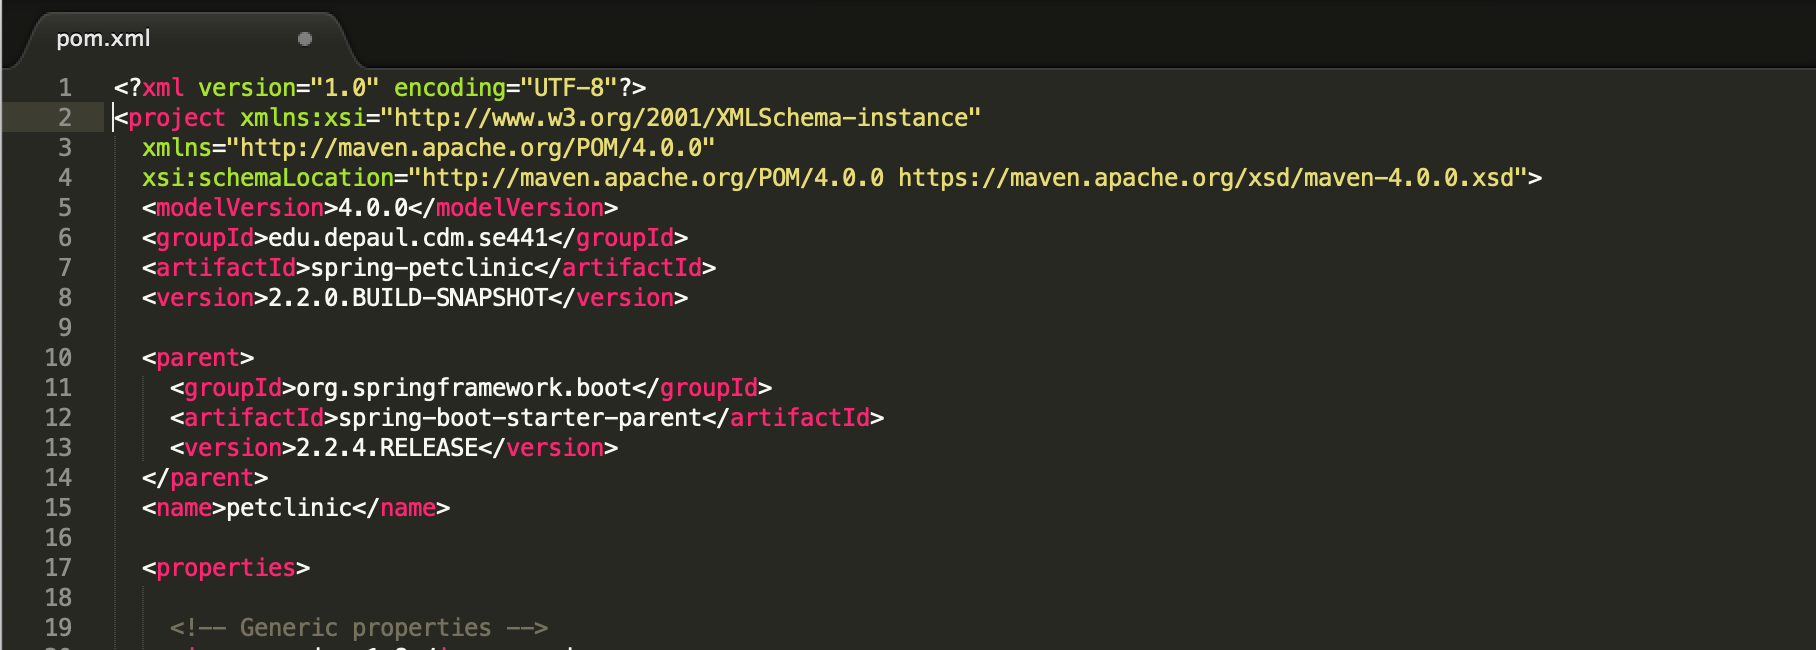 pom.xml
1 <?xml version="1.0" encoding="UTF-8"?>
2 <project xmlns:xsi="http://www.w3.org/2001/XMLSchema-instance"
3   xmlns="http://maven.apache.org/POM/4.0.0"
4   xsi:schemaLocation="http://maven.apache.org/POM/4.0.0 https://maven.apache.org/xsd/maven-4.0.0.xsd">
5   <modelVersion>4.0.0</modelVersion>
6   <groupId>edu.depaul.cdm.se441</groupId>
7   <artifactId>spring-petclinic</artifactId>
8   <version>2.2.0.BUILD-SNAPSHOT</version>
9
10   <parent>
11     <groupId>org.springframework.boot</groupId>
12     <artifactId>spring-boot-starter-parent</artifactId>
13     <version>2.2.4.RELEASE</version>
14   </parent>
15   <name>petclinic</name>
16
17   <properties>
18
19     <!-- Generic properties -->